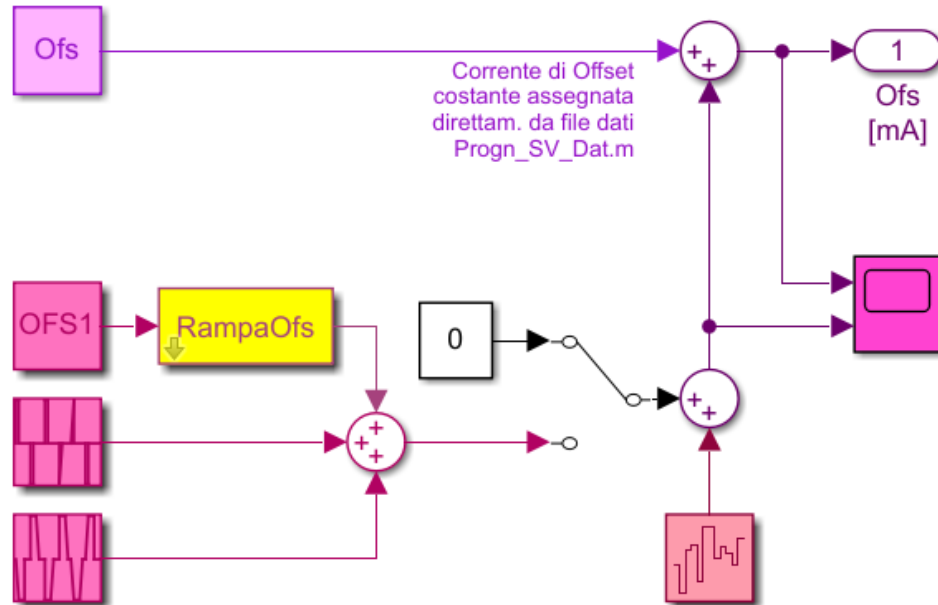 Ofs
1
Corrente di Offset
costante assegnata
direttam. da file dati
Progn_SV_Dat.m
Ofs
[mA]
OFS1
RampaOfs
0